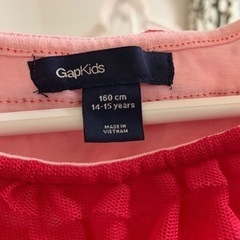 GapKids
160 cm
14-15 years
MADE IN
VIETNAM